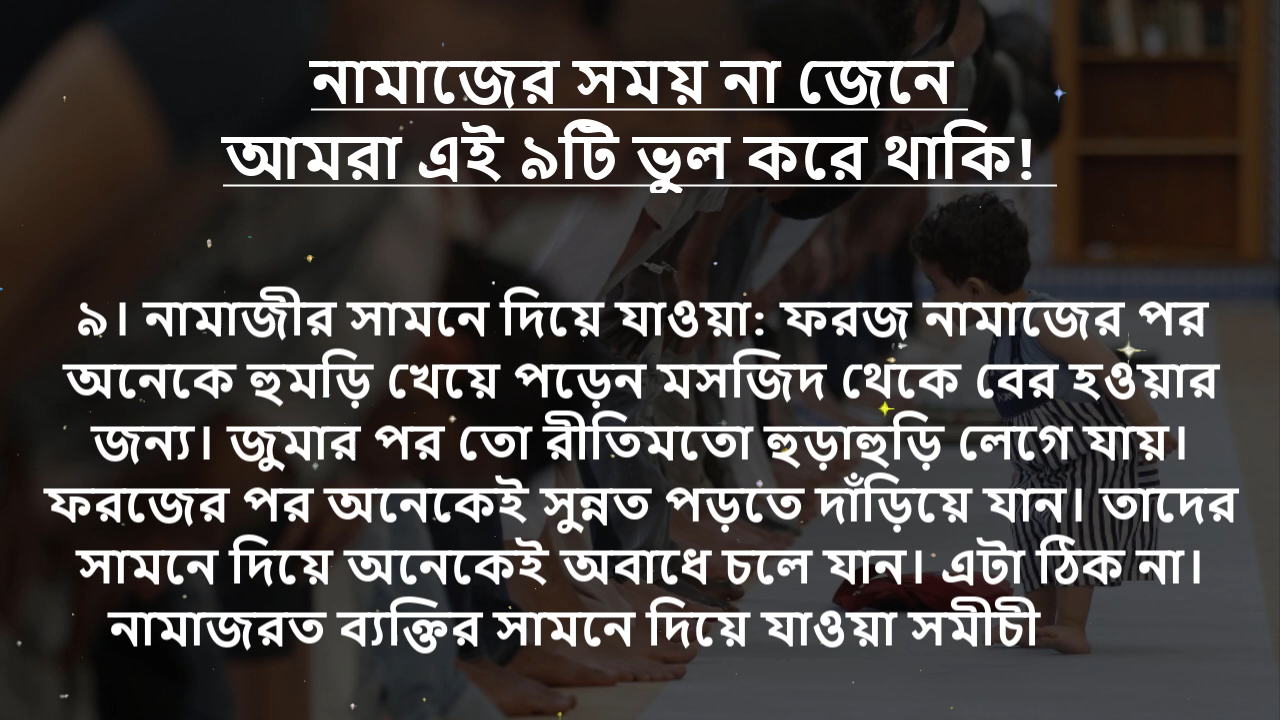 নামাজের সময় না জেনে
আমরা এই ৯টি ভুল করে থাকি!
৯। নামাজীর সামনে দিয়ে যাওয়া: ফরজ নামাজের পর
অনেকে হুমড়ি খেয়ে পড়েন মসজিদ থেকে বের হওয়ার
জন্য। জুমার পর তো রীতিমতো হুড়াহুড়ি লেগে যায়।
ফরজের পর অনেকেই সুন্নত পড়তে দাঁড়িয়ে যান। তাদের
সামনে দিয়ে অনেকেই অবাধে চলে যান। এটা ঠিক না।
নামাজরত ব্যক্তির সামনে দিয়ে যাওয়া সমীচী